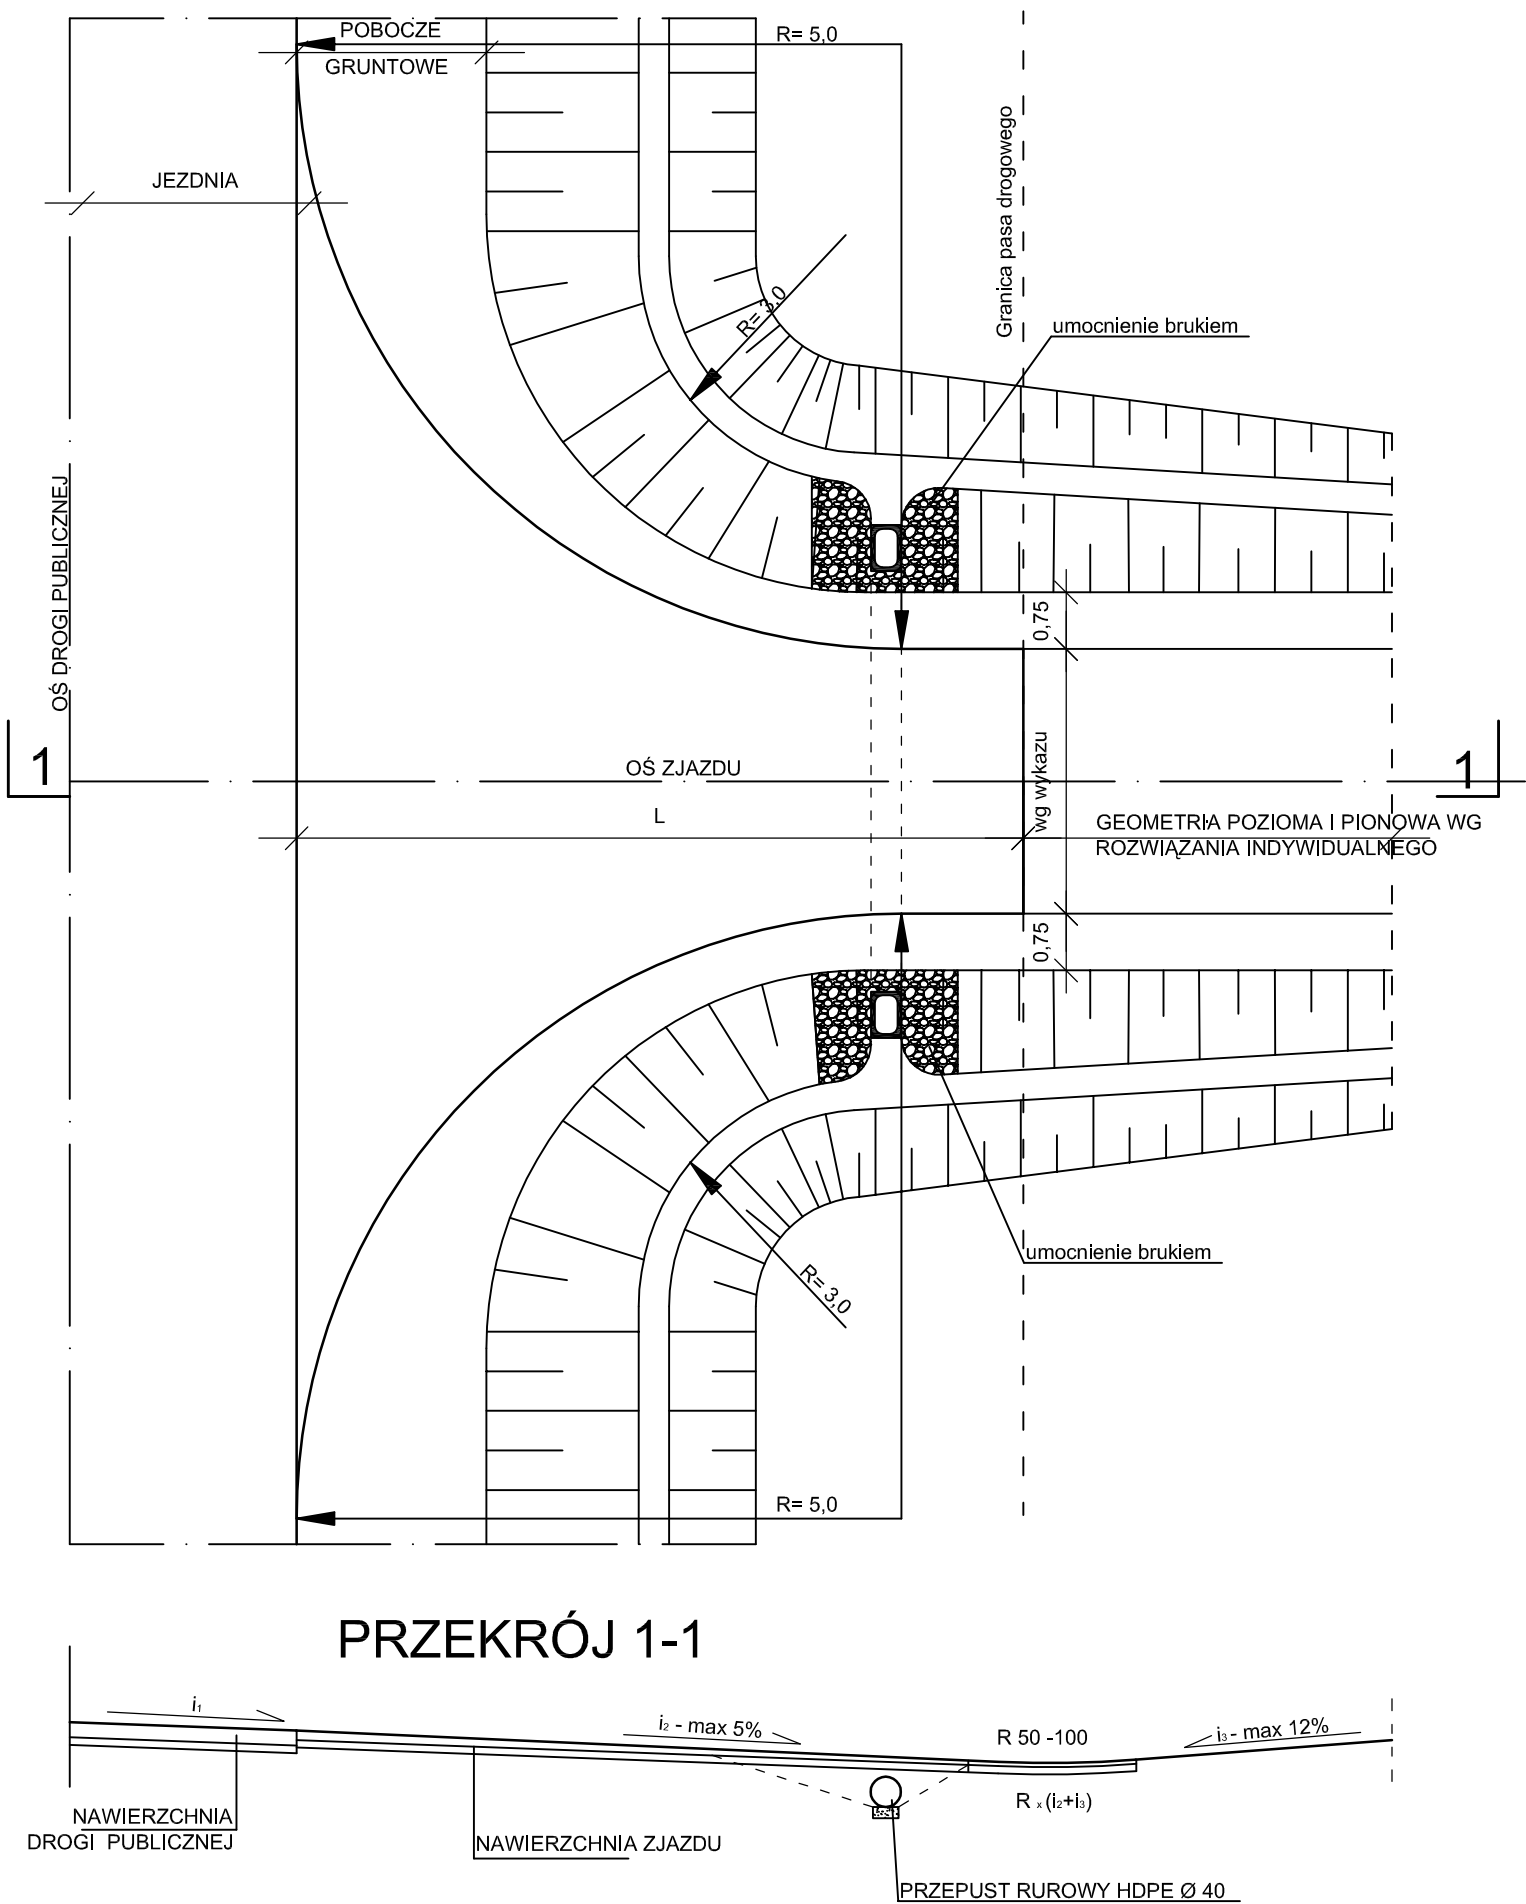 POBOCZE
GRUNTOWE
R= 5,0
JEZDNIA
Granica pasa drogowego
R= 3,0
umocnienie brukiem
OŚ DROGI PUBLICZNEJ
0,75
1
OŚ ZJAZDU
wg wykazu
1
L
GEOMETRIA POZIOMA I PIONOWA WG
ROZWIĄZANIA INDYWIDUALNEGO
0,75
umocnienie brukiem
R= 3,0
R= 5,0
PRZEKRÓJ 1-1
i₁
i₂ - max 5%
R 50 -100
i₃ - max 12%
R x (i₂+i₃)
NAWIERZCHNIA
DROGI PUBLICZNEJ
NAWIERZCHNIA ZJAZDU
PRZEPUST RUROWY HDPE Ø 40